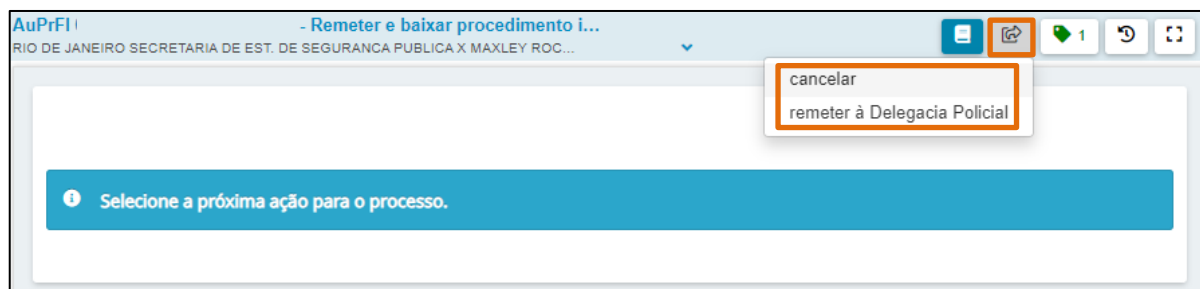 AuPrFl - Remeter e baixar procedimento i...
RIO DE JANEIRO SECRETARIA DE EST. DE SEGURANCA PUBLICA X MAXLEY ROC...
1
cancelar
remeter à Delegacia Policial
Selecione a próxima ação para o processo.